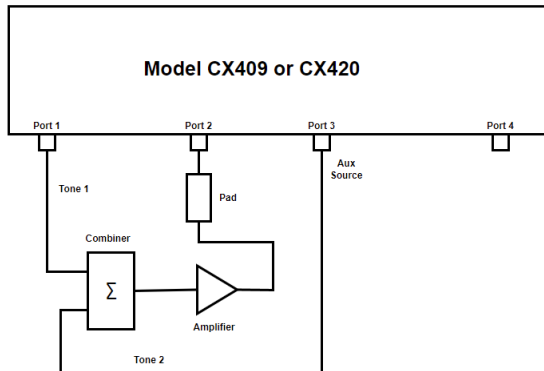 Model CX409 or CX420
Port 1
Port 2
Port 3
Port 4
Aux
Source
Tone 1
Pad
Combiner
Σ
Amplifier
Tone 2